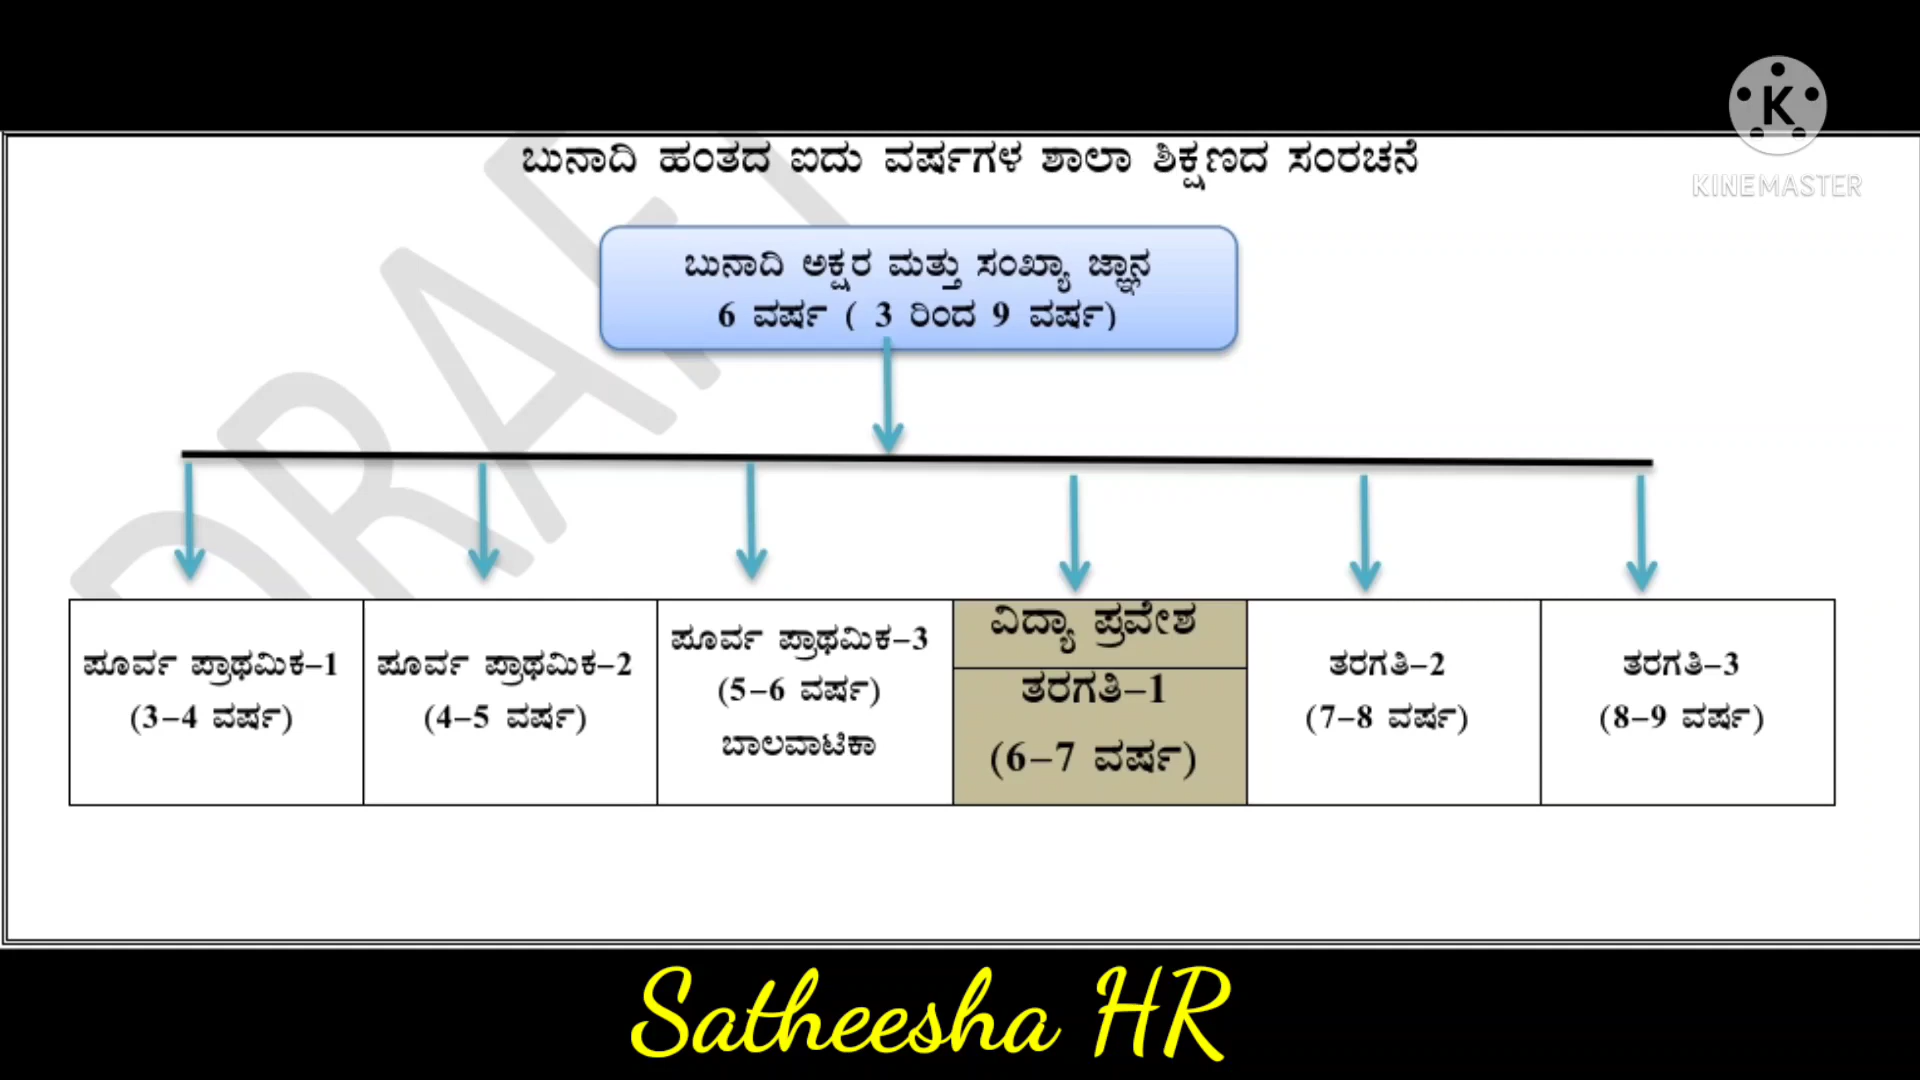 K
KINEMASTER
ಬುನಾದಿ ಹಂತದ ಐದು ವರ್ಷಗಳ ಶಾಲಾ ಶಿಕ್ಷಣದ ಸಂರಚನೆ
ಬುನಾದಿ ಅಕ್ಷರ ಮತ್ತು ಸಂಖ್ಯಾ ಜ್ಞಾನ
6 ವರ್ಷ ( 3 ರಿಂದ 9 ವರ್ಷ)
DRAFT
ಪೂರ್ವ ಪ್ರಾಥಮಿಕ–1
(3–4 ವರ್ಷ)
ಪೂರ್ವ ಪ್ರಾಥಮಿಕ–2
(4–5 ವರ್ಷ)
ಪೂರ್ವ ಪ್ರಾಥಮಿಕ–3
(5–6 ವರ್ಷ)
ಬಾಲವಾಟಿಕಾ
ವಿದ್ಯಾ ಪ್ರವೇಶ
ತರಗತಿ–1
(6–7 ವರ್ಷ)
ತರಗತಿ–2
(7–8 ವರ್ಷ)
ತರಗತಿ–3
(8–9 ವರ್ಷ)
Satheesha HR